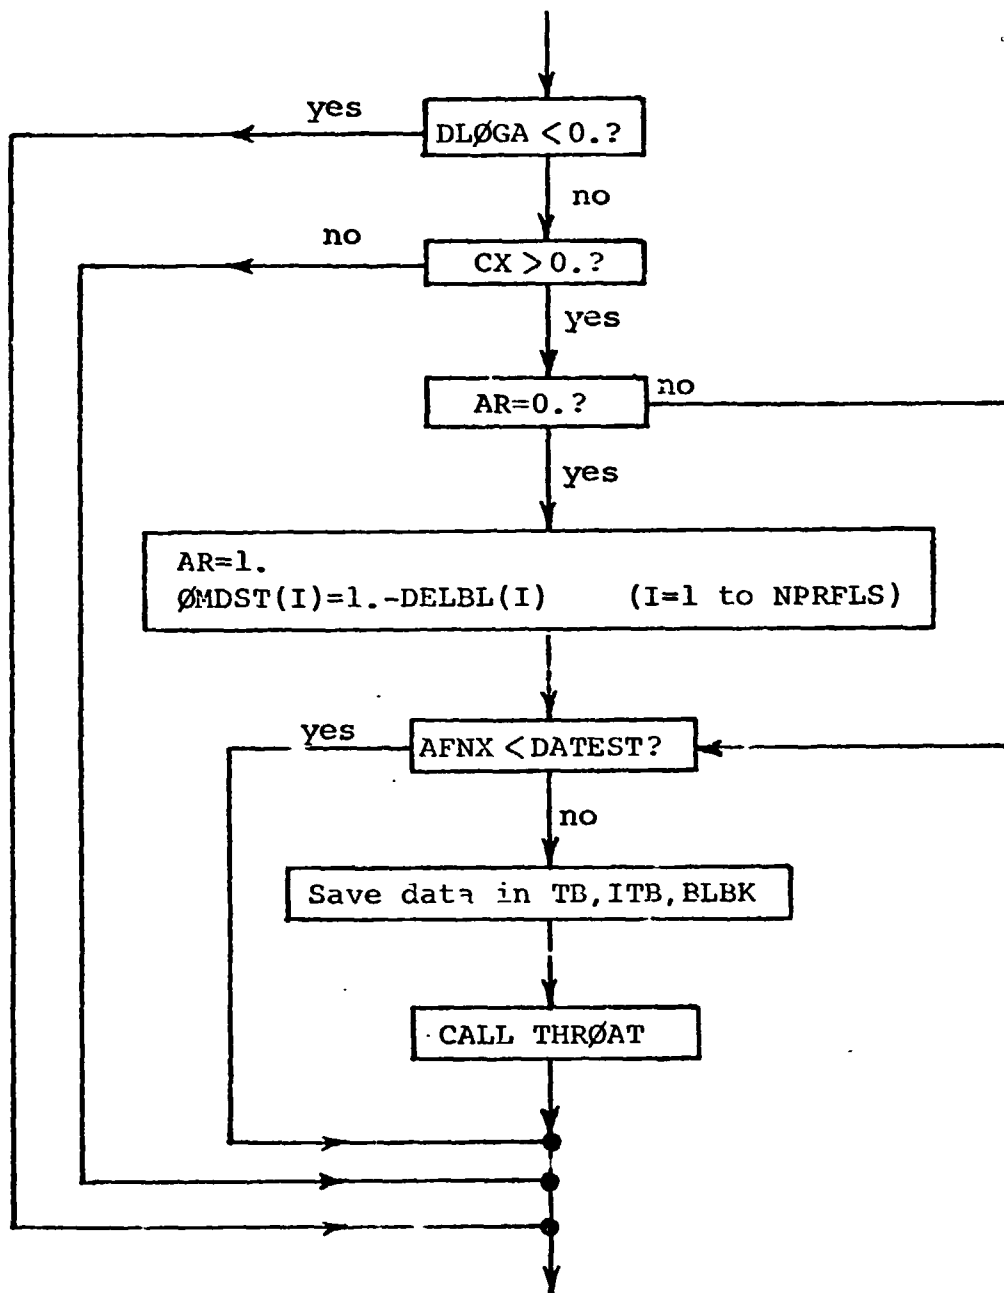 yes
DLØGA < 0.?
no
no
CX > 0.?
yes
AR=0.?
no
yes
AR=1.
ØMDST(I)=1.-DELBL(I) (I=1 to NPRFLS)
yes
AFNX < DATEST?
no
Save data in TB,ITB,BLBK
CALL THRØAT